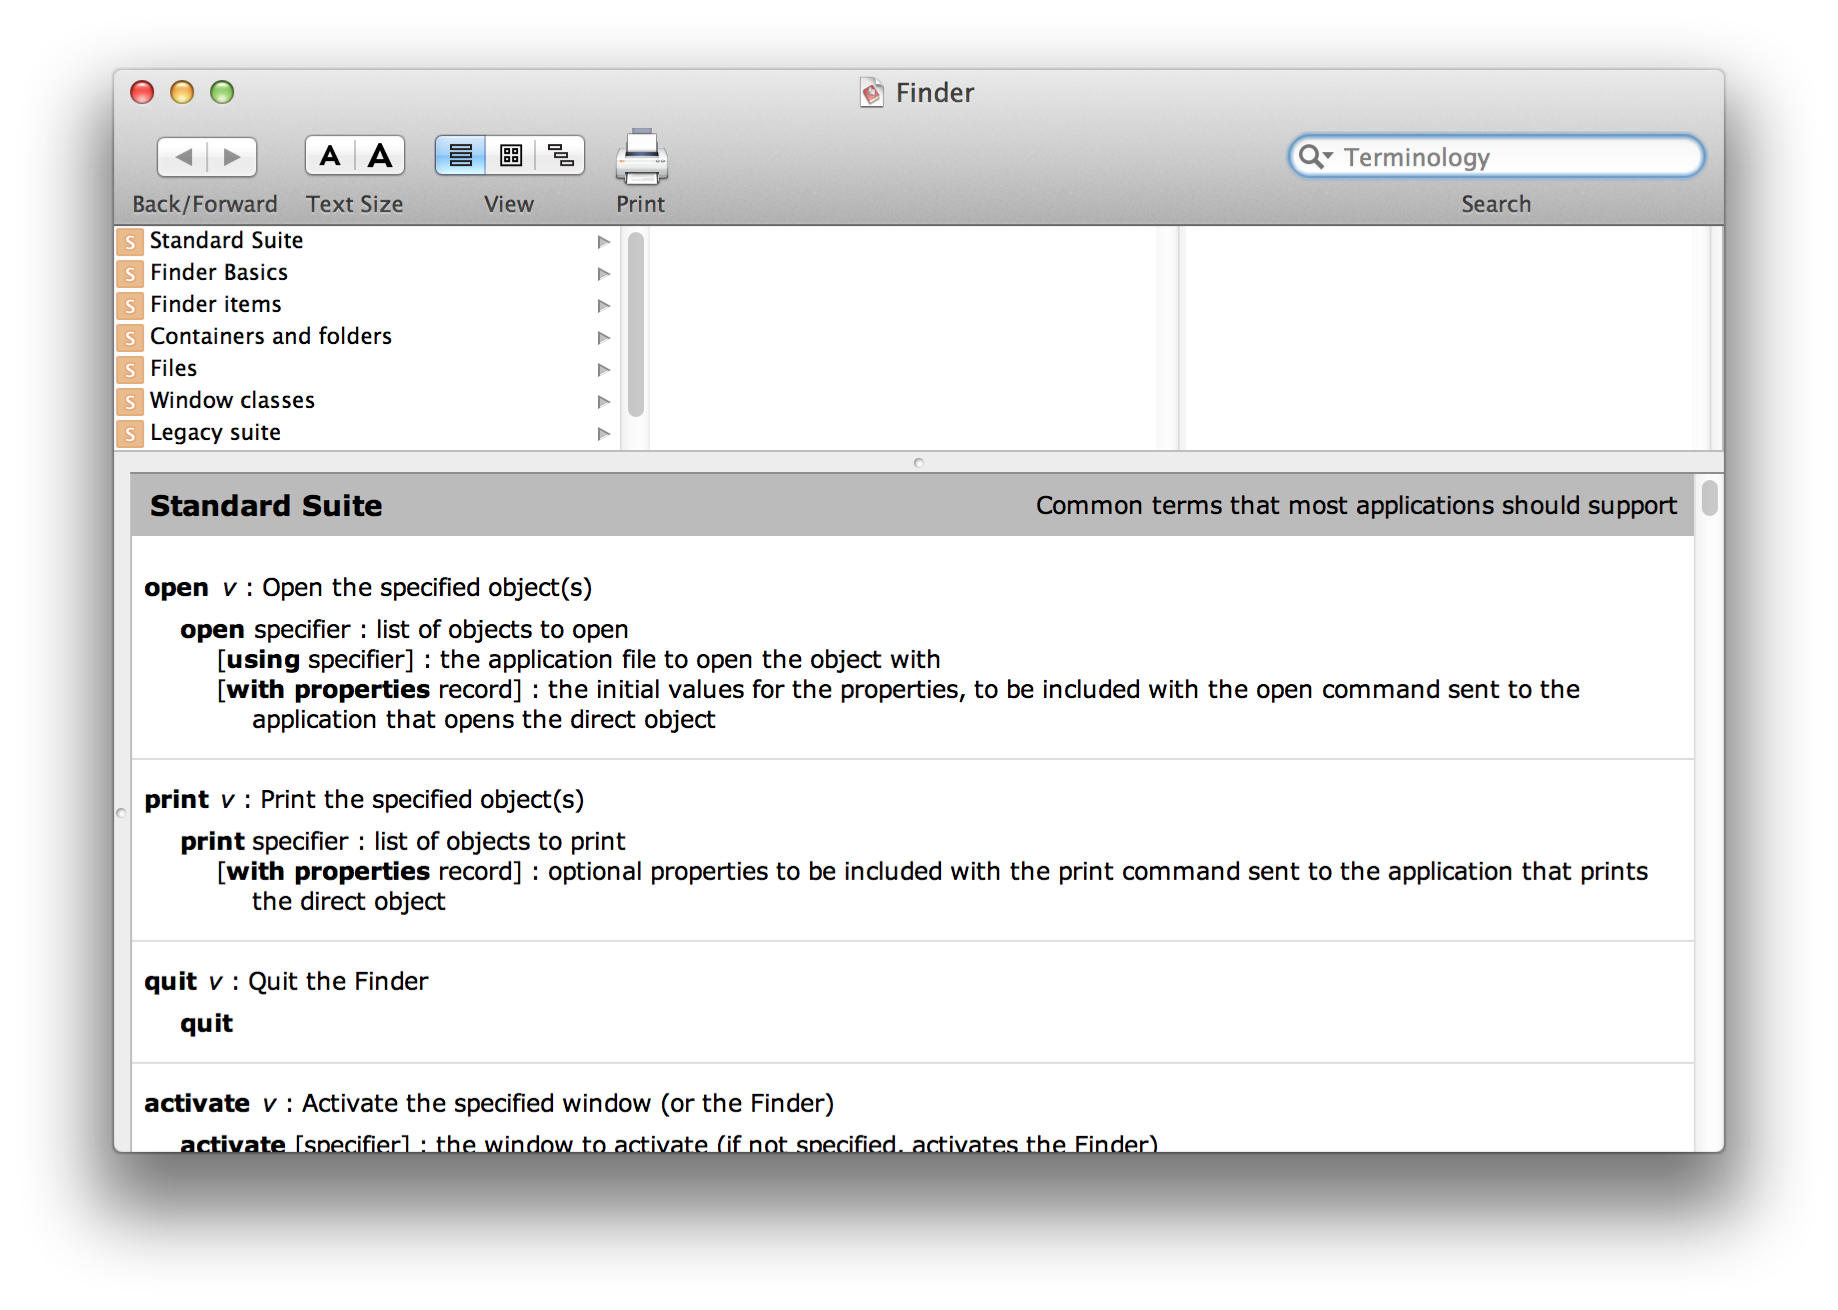 Finder
A A
Back/Forward Text Size View Print
Terminology
Search
S Standard Suite
S Finder Basics
S Finder items
S Containers and folders
S Files
S Window classes
S Legacy suite
Standard Suite Common terms that most applications should support
open v : Open the specified object(s)
open specifier : list of objects to open
[using specifier] : the application file to open the object with
[with properties record] : the initial values for the properties, to be included with the open command sent to the
application that opens the direct object
print v : Print the specified object(s)
print specifier : list of objects to print
[with properties record] : optional properties to be included with the print command sent to the application that prints
the direct object
quit v : Quit the Finder
quit
activate v : Activate the specified window (or the Finder)
activate [specifier] : the window to activate (if not specified, activates the Finder)